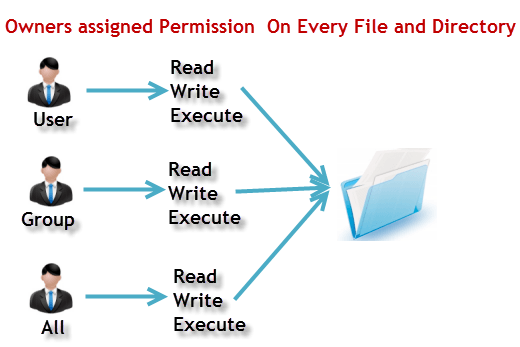 Owners assigned Permission On Every File and Directory
Read
Write
Execute
User
Read
Write
Execute
Group
Read
Write
Execute
All